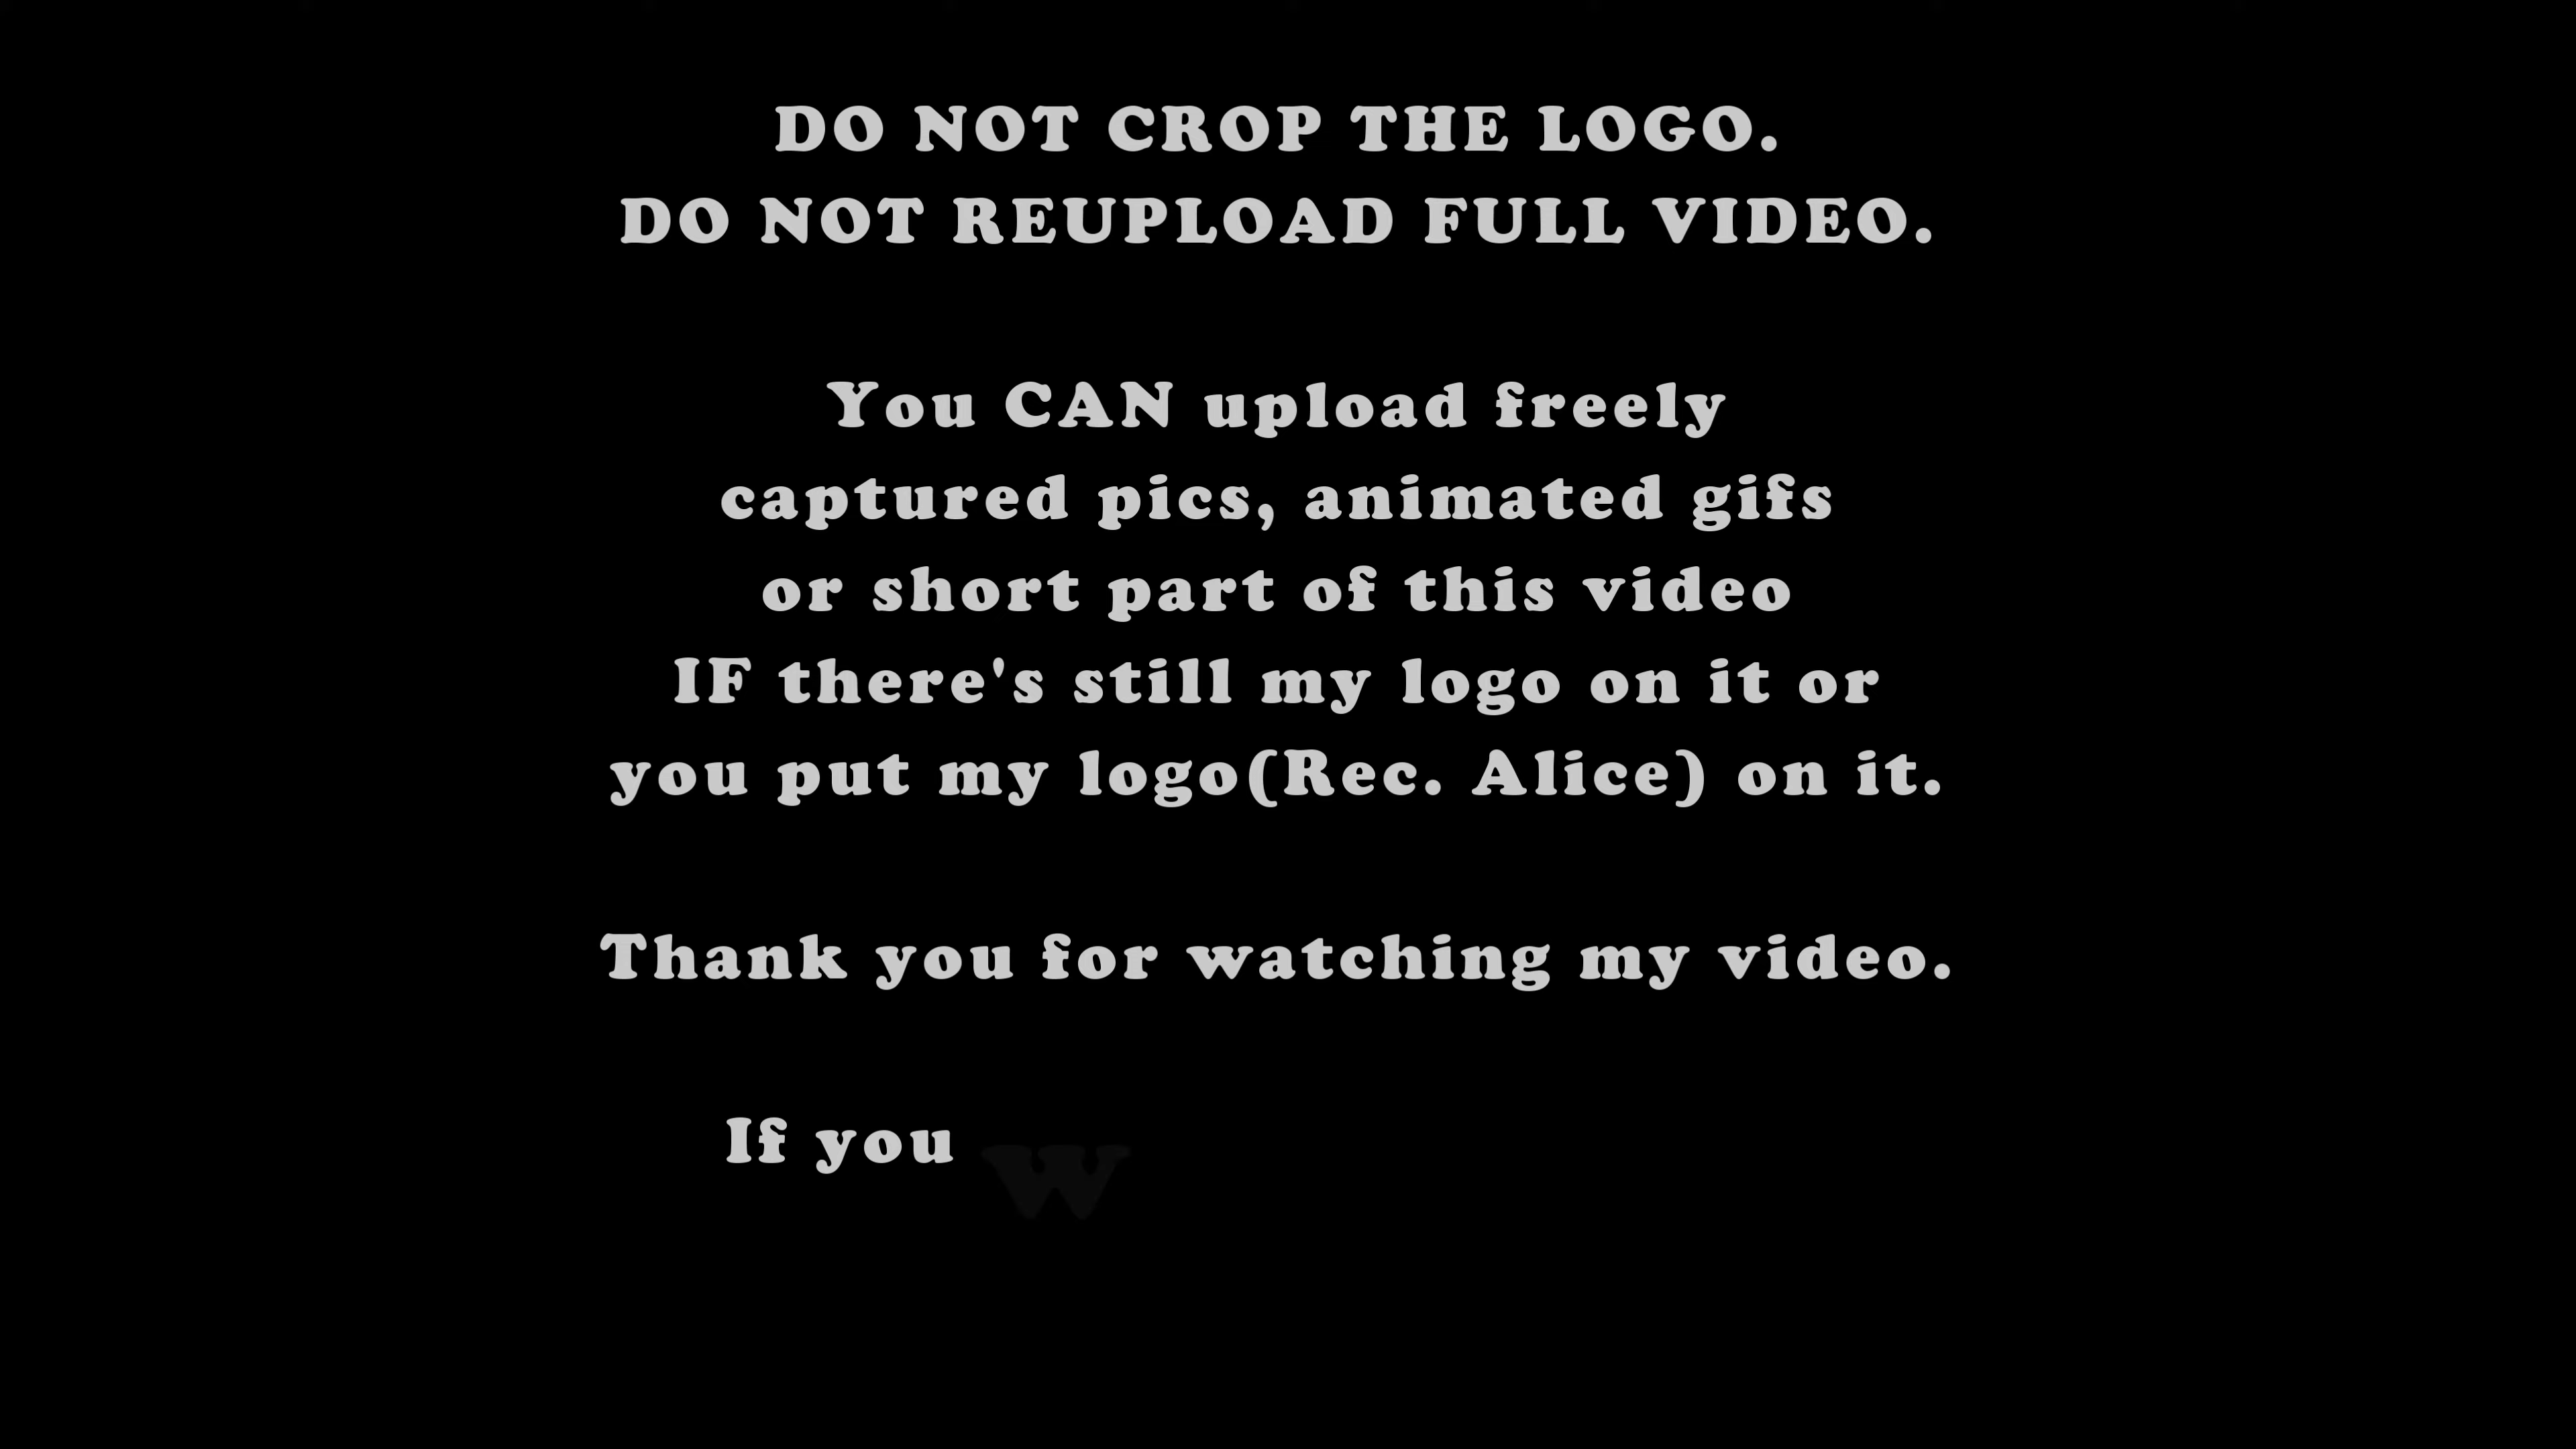 DO NOT CROP THE LOGO.
DO NOT REUPLOAD FULL VIDEO.
You CAN upload freely
captured pics, animated gifs
or short part of this video
IF there's still my logo on it or
you put my logo(Rec. Alice) on it.
Thank you for watching my video.
If you w